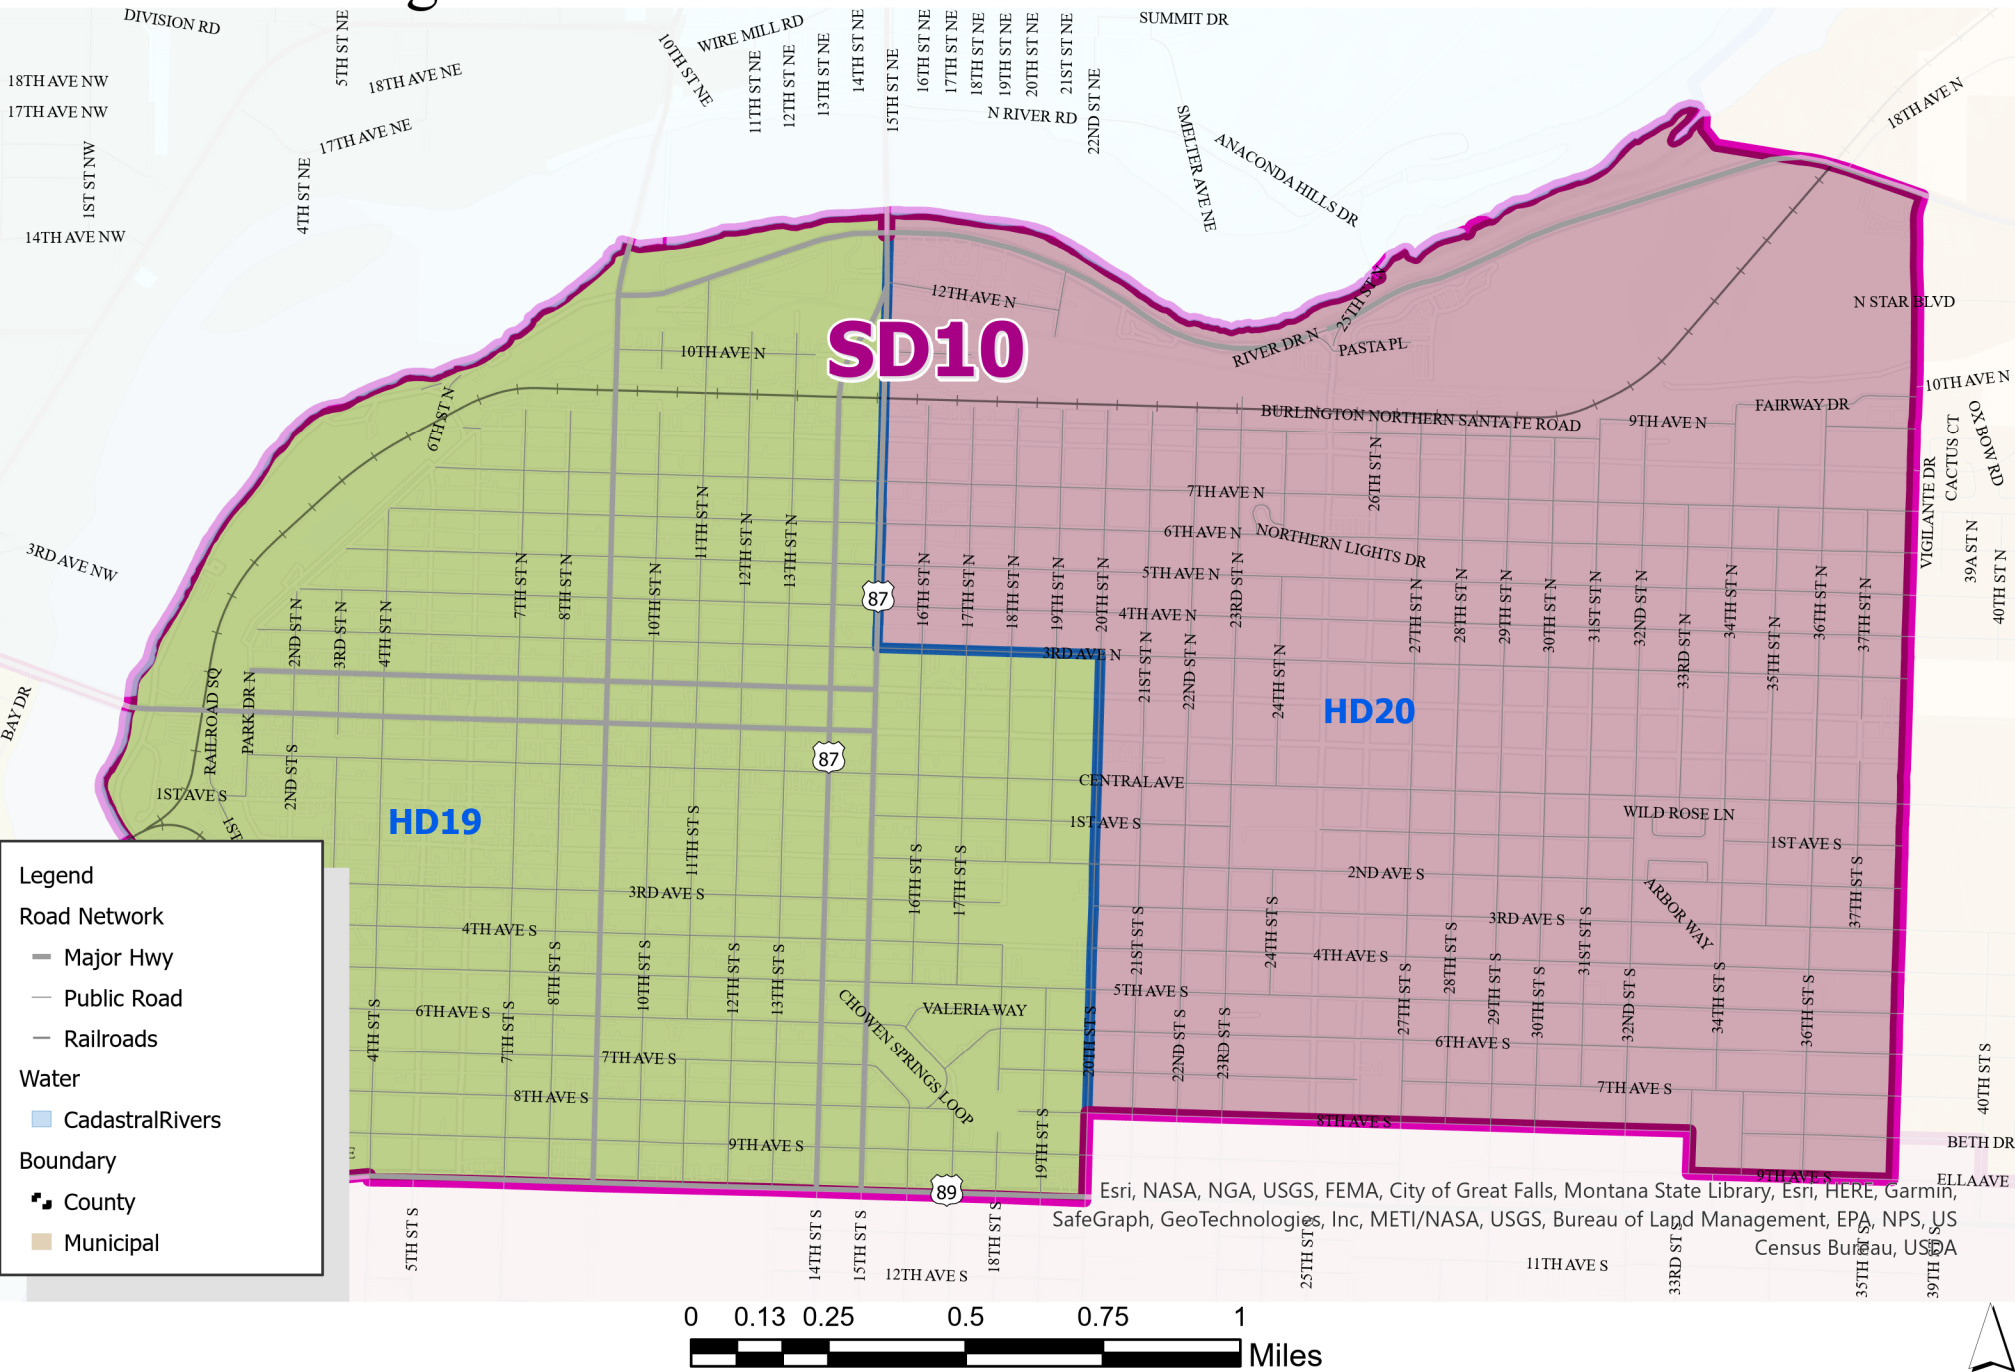 DIVISION RD
5TH ST NE
18TH AVE NE
10TH ST NE
WIRE MILL RD
11TH ST NE
12TH ST NE
13TH ST NE
14TH ST NE
15TH ST NE
16TH ST NE
17TH ST NE
18TH ST NE
19TH ST NE
20TH ST NE
21ST ST NE
22ND ST NE
SUMMIT DR
N RIVER RD
SMELTER AVE NE
ANACONDA HILLS DR
18TH AVE N
18TH AVE NW
17TH AVE NW
1ST ST NW
17TH AVE NE
4TH ST NE
14TH AVE NW
12TH AVE N
SD10
25TH ST N
RIVER DR N
PASTA PL
N STAR BLVD
10TH AVE N
10TH AVE N
6TH ST N
BURLINGTON NORTHERN SANTA FE ROAD
9TH AVE N
FAIRWAY DR
OXBOW RD
CACTUS CT
VIGILANTE DR
39A ST N
40TH ST N
26TH ST N
7TH AVE N
6TH AVE N
NORTHERN LIGHTS DR
5TH AVE N
4TH AVE N
3RD AVE N
3RD AVE NW
2ND ST N
3RD ST N
4TH ST N
7TH ST N
8TH ST N
10TH ST N
11TH ST N
12TH ST N
13TH ST N
87
16TH ST N
17TH ST N
18TH ST N
19TH ST N
20TH ST N
21ST ST N
22ND ST N
23RD ST N
24TH ST N
27TH ST N
28TH ST N
29TH ST N
30TH ST N
31ST ST N
32ND ST N
33RD ST N
34TH ST N
35TH ST N
36TH ST N
37TH ST N
BAY DR
RAILROAD SQ
PARK DR N
2ND ST S
1ST AVE S
1ST
87
HD19
HD20
CENTRAL AVE
1ST AVE S
WILD ROSE LN
1ST AVE S
2ND AVE S
ARBOR WAY
37TH ST S
11TH ST S
16TH ST S
17TH ST S
3RD AVE S
4TH AVE S
3RD AVE S
4TH AVE S
21ST ST S
24TH ST S
28TH ST S
31ST ST S
8TH ST S
10TH ST S
12TH ST S
13TH ST S
27TH ST S
29TH ST S
30TH ST S
32ND ST S
34TH ST S
36TH ST S
4TH ST S
6TH AVE S
7TH ST S
CHOWEN SPRINGS LOOP
VALERIA WAY
5TH AVE S
20TH ST S
22ND ST S
23RD ST S
6TH AVE S
7TH AVE S
7TH AVE S
8TH AVE S
8TH AVE S
9TH AVE S
19TH ST S
40TH ST S
BETH DR
ELLA AVE
9TH AVE S
89
5TH ST S
14TH ST S
15TH ST S
12TH AVE S
18TH ST S
25TH ST S
11TH AVE S
33RD ST S
35TH ST S
39TH ST S
Legend
Road Network
Major Hwy
Public Road
Railroads
Water
CadastralRivers
Boundary
County
Municipal
Esri, NASA, NGA, USGS, FEMA, City of Great Falls, Montana State Library, Esri, HERE, Garmin,
SafeGraph, GeoTechnologies, Inc, METI/NASA, USGS, Bureau of Land Management, EPA, NPS, US
Census Bureau, USDA
0 0.13 0.25 0.5 0.75 1
Miles